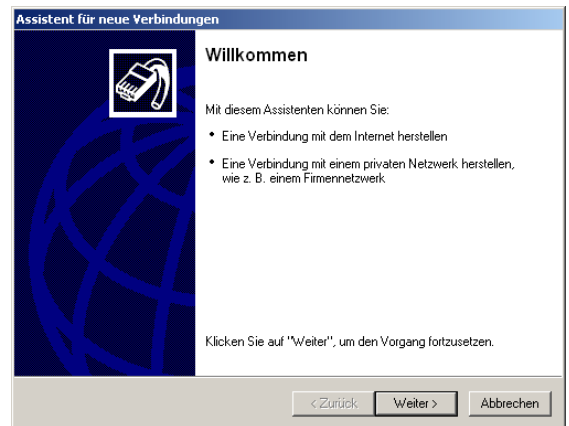 Assistent für neue Verbindungen
Willkommen
Mit diesem Assistenten können Sie:
• Eine Verbindung mit dem Internet herstellen
• Eine Verbindung mit einem privaten Netzwerk herstellen,
wie z. B. einem Firmennetzwerk
Klicken Sie auf "Weiter", um den Vorgang fortzusetzen.
< Zurück
Weiter >
Abbrechen